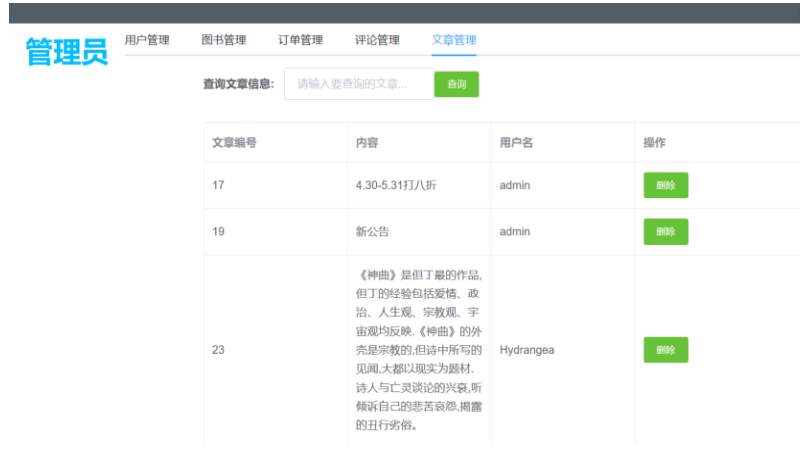 管理员
用户管理 图书管理 订单管理 评论管理 文章管理
查询文章信息: 请输入要查询的文章... 查询
文章编号 内容 用户名 操作
17 4.30-5.31打八折 admin 删除
19 新公告 admin 删除
《神曲》是但丁最的作品,
但丁的经验包括爱情、政
治、人生观、宗教观、宇
宙观均反映.《神曲》的外
壳是宗教的,但诗中所写的
23 见闻,大都以现实为题材. Hydrangea 删除
诗人与亡灵谈论的兴衰,听
倾诉自己的悲苦哀怨,揭露
的丑行劣俗。